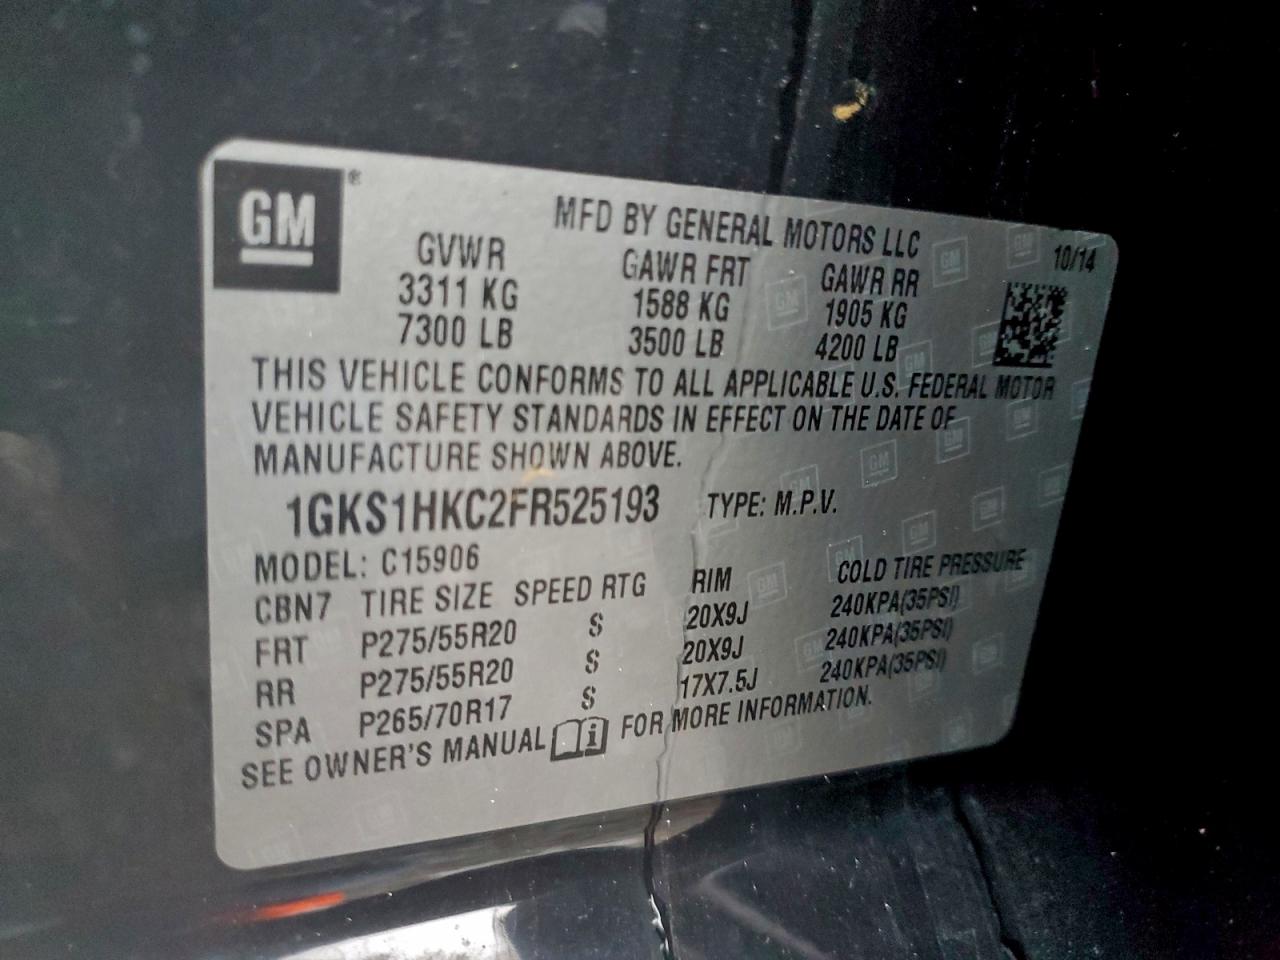 GM ®
MFD BY GENERAL MOTORS LLC
10/14
GVWR GAWR FRT GAWR RR
3311 KG 1588 KG 1905 KG
7300 LB 3500 LB 4200 LB
THIS VEHICLE CONFORMS TO ALL APPLICABLE U.S. FEDERAL MOTOR
VEHICLE SAFETY STANDARDS IN EFFECT ON THE DATE OF
MANUFACTURE SHOWN ABOVE.
1GKS1HKC2FR525193 TYPE: M.P.V.
MODEL: C15906
CBN7 TIRE SIZE SPEED RTG RIM COLD TIRE PRESSURE
FRT P275/55R20 S 20X9J 240KPA(35PSI)
RR P275/55R20 S 20X9J 240KPA(35PSI)
SPA P265/70R17 S 17X7.5J 240KPA(35PSI)
SEE OWNER'S MANUAL i FOR MORE INFORMATION.